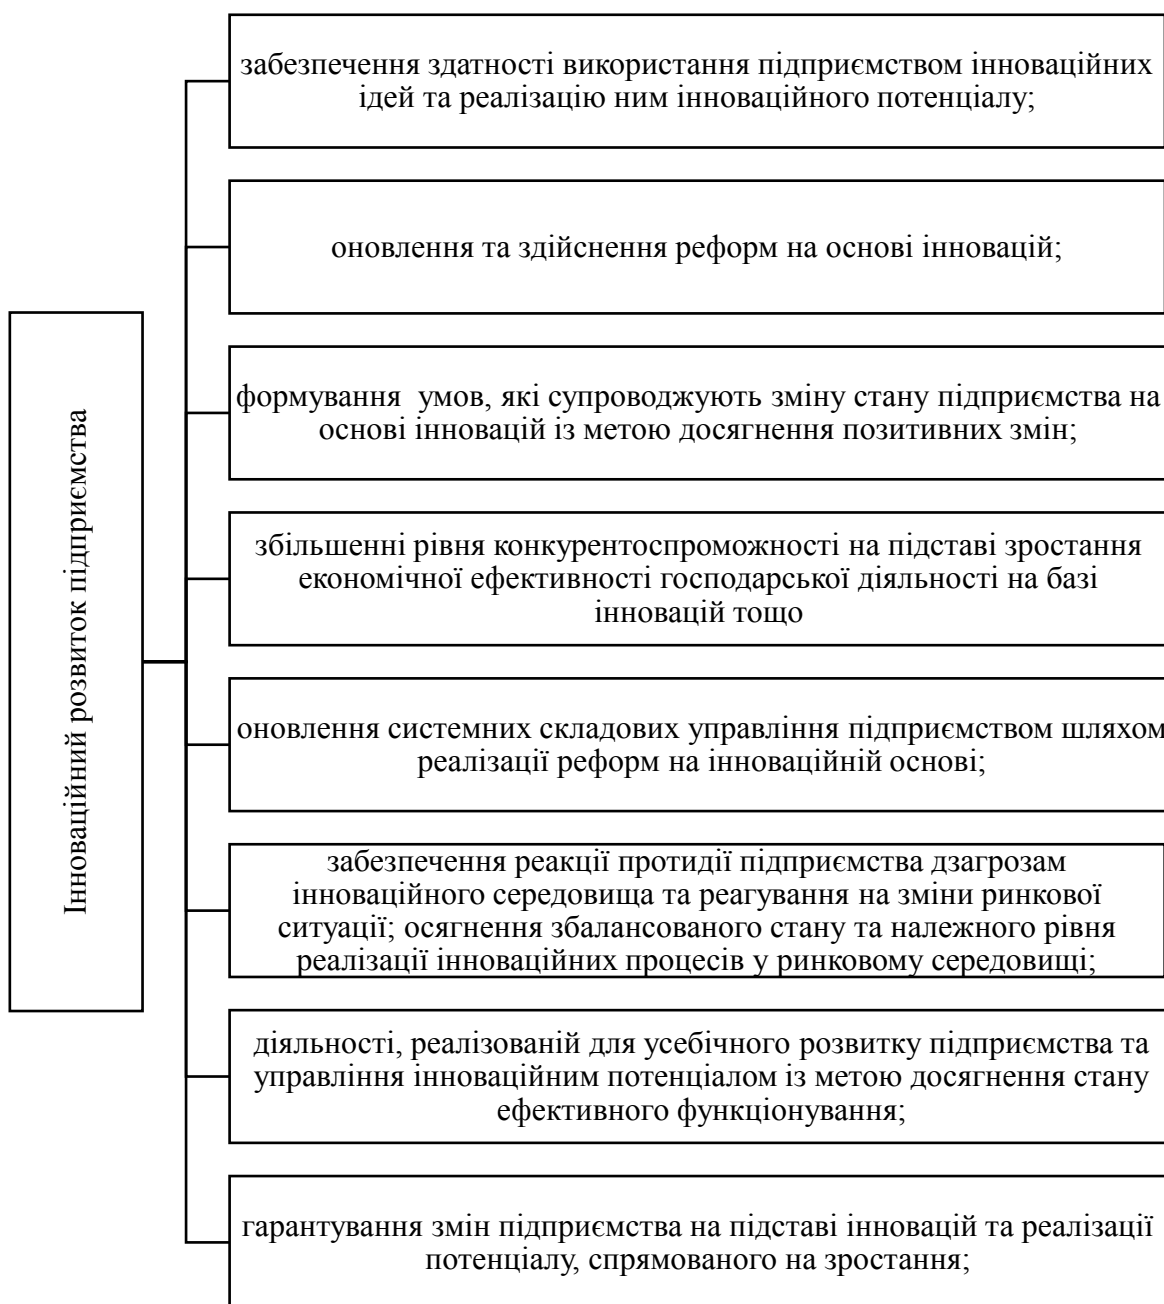 забезпечення здатності використання підприємством інноваційних
ідей та реалізацію ним інноваційного потенціалу;
оновлення та здійснення реформ на основі інновацій;
формування  умов, які супроводжують зміну стану підприємства на
основі інновацій із метою досягнення позитивних змін;
Інноваційний розвиток підприємства
збільшенні рівня конкурентоспроможності на підставі зростання
економічної ефективності господарської діяльності на базі
інновацій тощо
оновлення системних складових управління підприємством шляхом
реалізації реформ на інноваційній основі;
забезпечення реакції протидії підприємства дзагрозам
інноваційного середовища та реагування на зміни ринкової
ситуації; осягнення збалансованого стану та належного рівня
реалізації інноваційних процесів у ринковому середовищі;
діяльності, реалізованій для усебічного розвитку підприємства та
управління інноваційним потенціалом із метою досягнення стану
ефективного функціонування;
гарантування змін підприємства на підставі інновацій та реалізації
потенціалу, спрямованого на зростання;